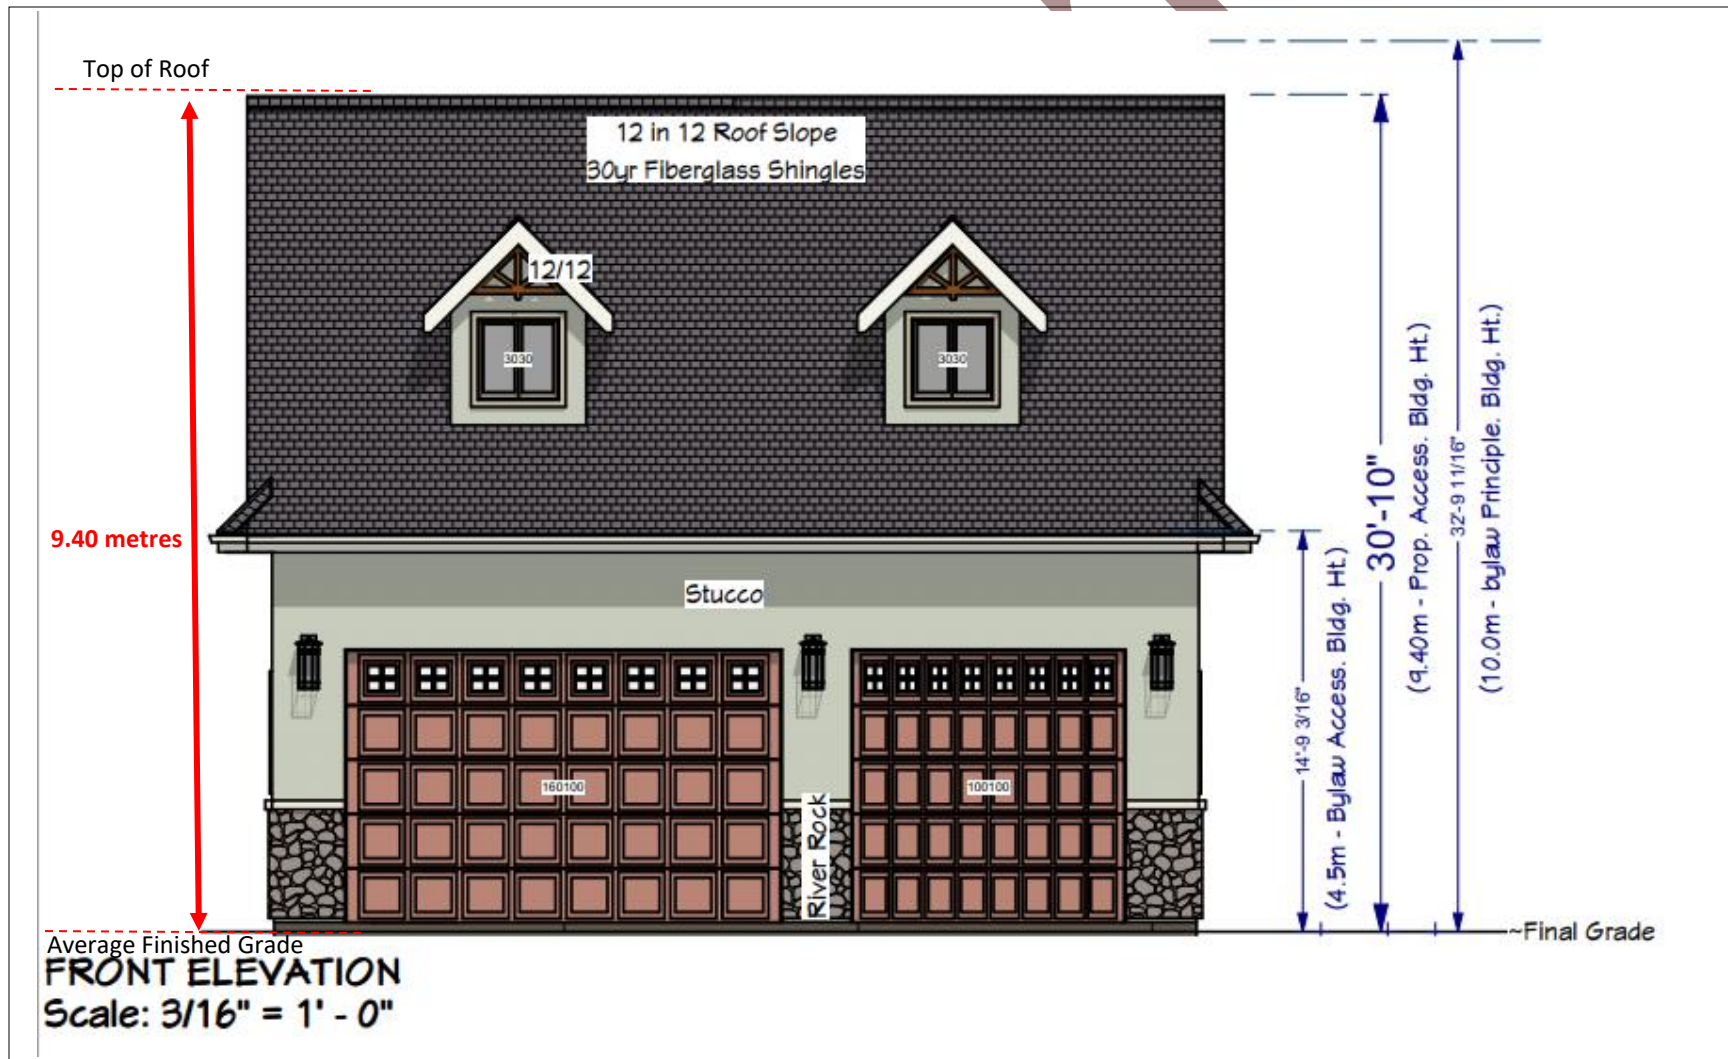 Top of Roof
12 in 12 Roof Slope
30yr Fiberglass Shingles
12/12
3030
3030
9.40 metres
Stucco
160100
100100
River Rock
14'-9 3/16"
(4.5m - Bylaw Access. Bldg. Ht.)
30'-10"
(9.40m - Prop. Access. Bldg. Ht.)
32'-9 11/16"
(10.0m - bylaw Principle. Bldg. Ht.)
~Final Grade
Average Finished Grade
FRONT ELEVATION
Scale: 3/16" = 1' - 0"